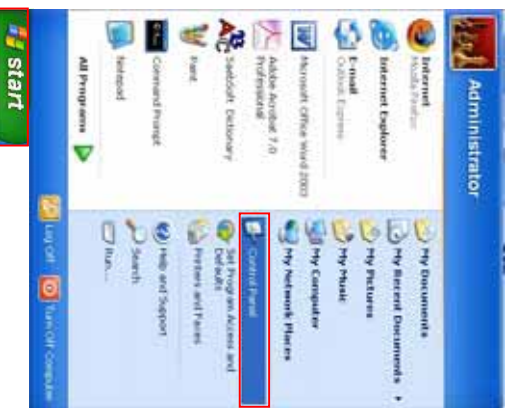 Administrator
Internet
Mozilla Firefox
Internet Explorer
E-mail
Outlook Express
Microsoft Office Word 2003
Adobe Acrobat 7.0
Professional
Dictionary
Paint
Command Prompt
Notepad
All Programs
My Documents
My Recent Documents
My Pictures
My Music
My Computer
My Network Places
Control Panel
Set Program Access and
Defaults
Printers and Faxes
Help and Support
Search
Run...
Log Off
Turn Off Computer
start